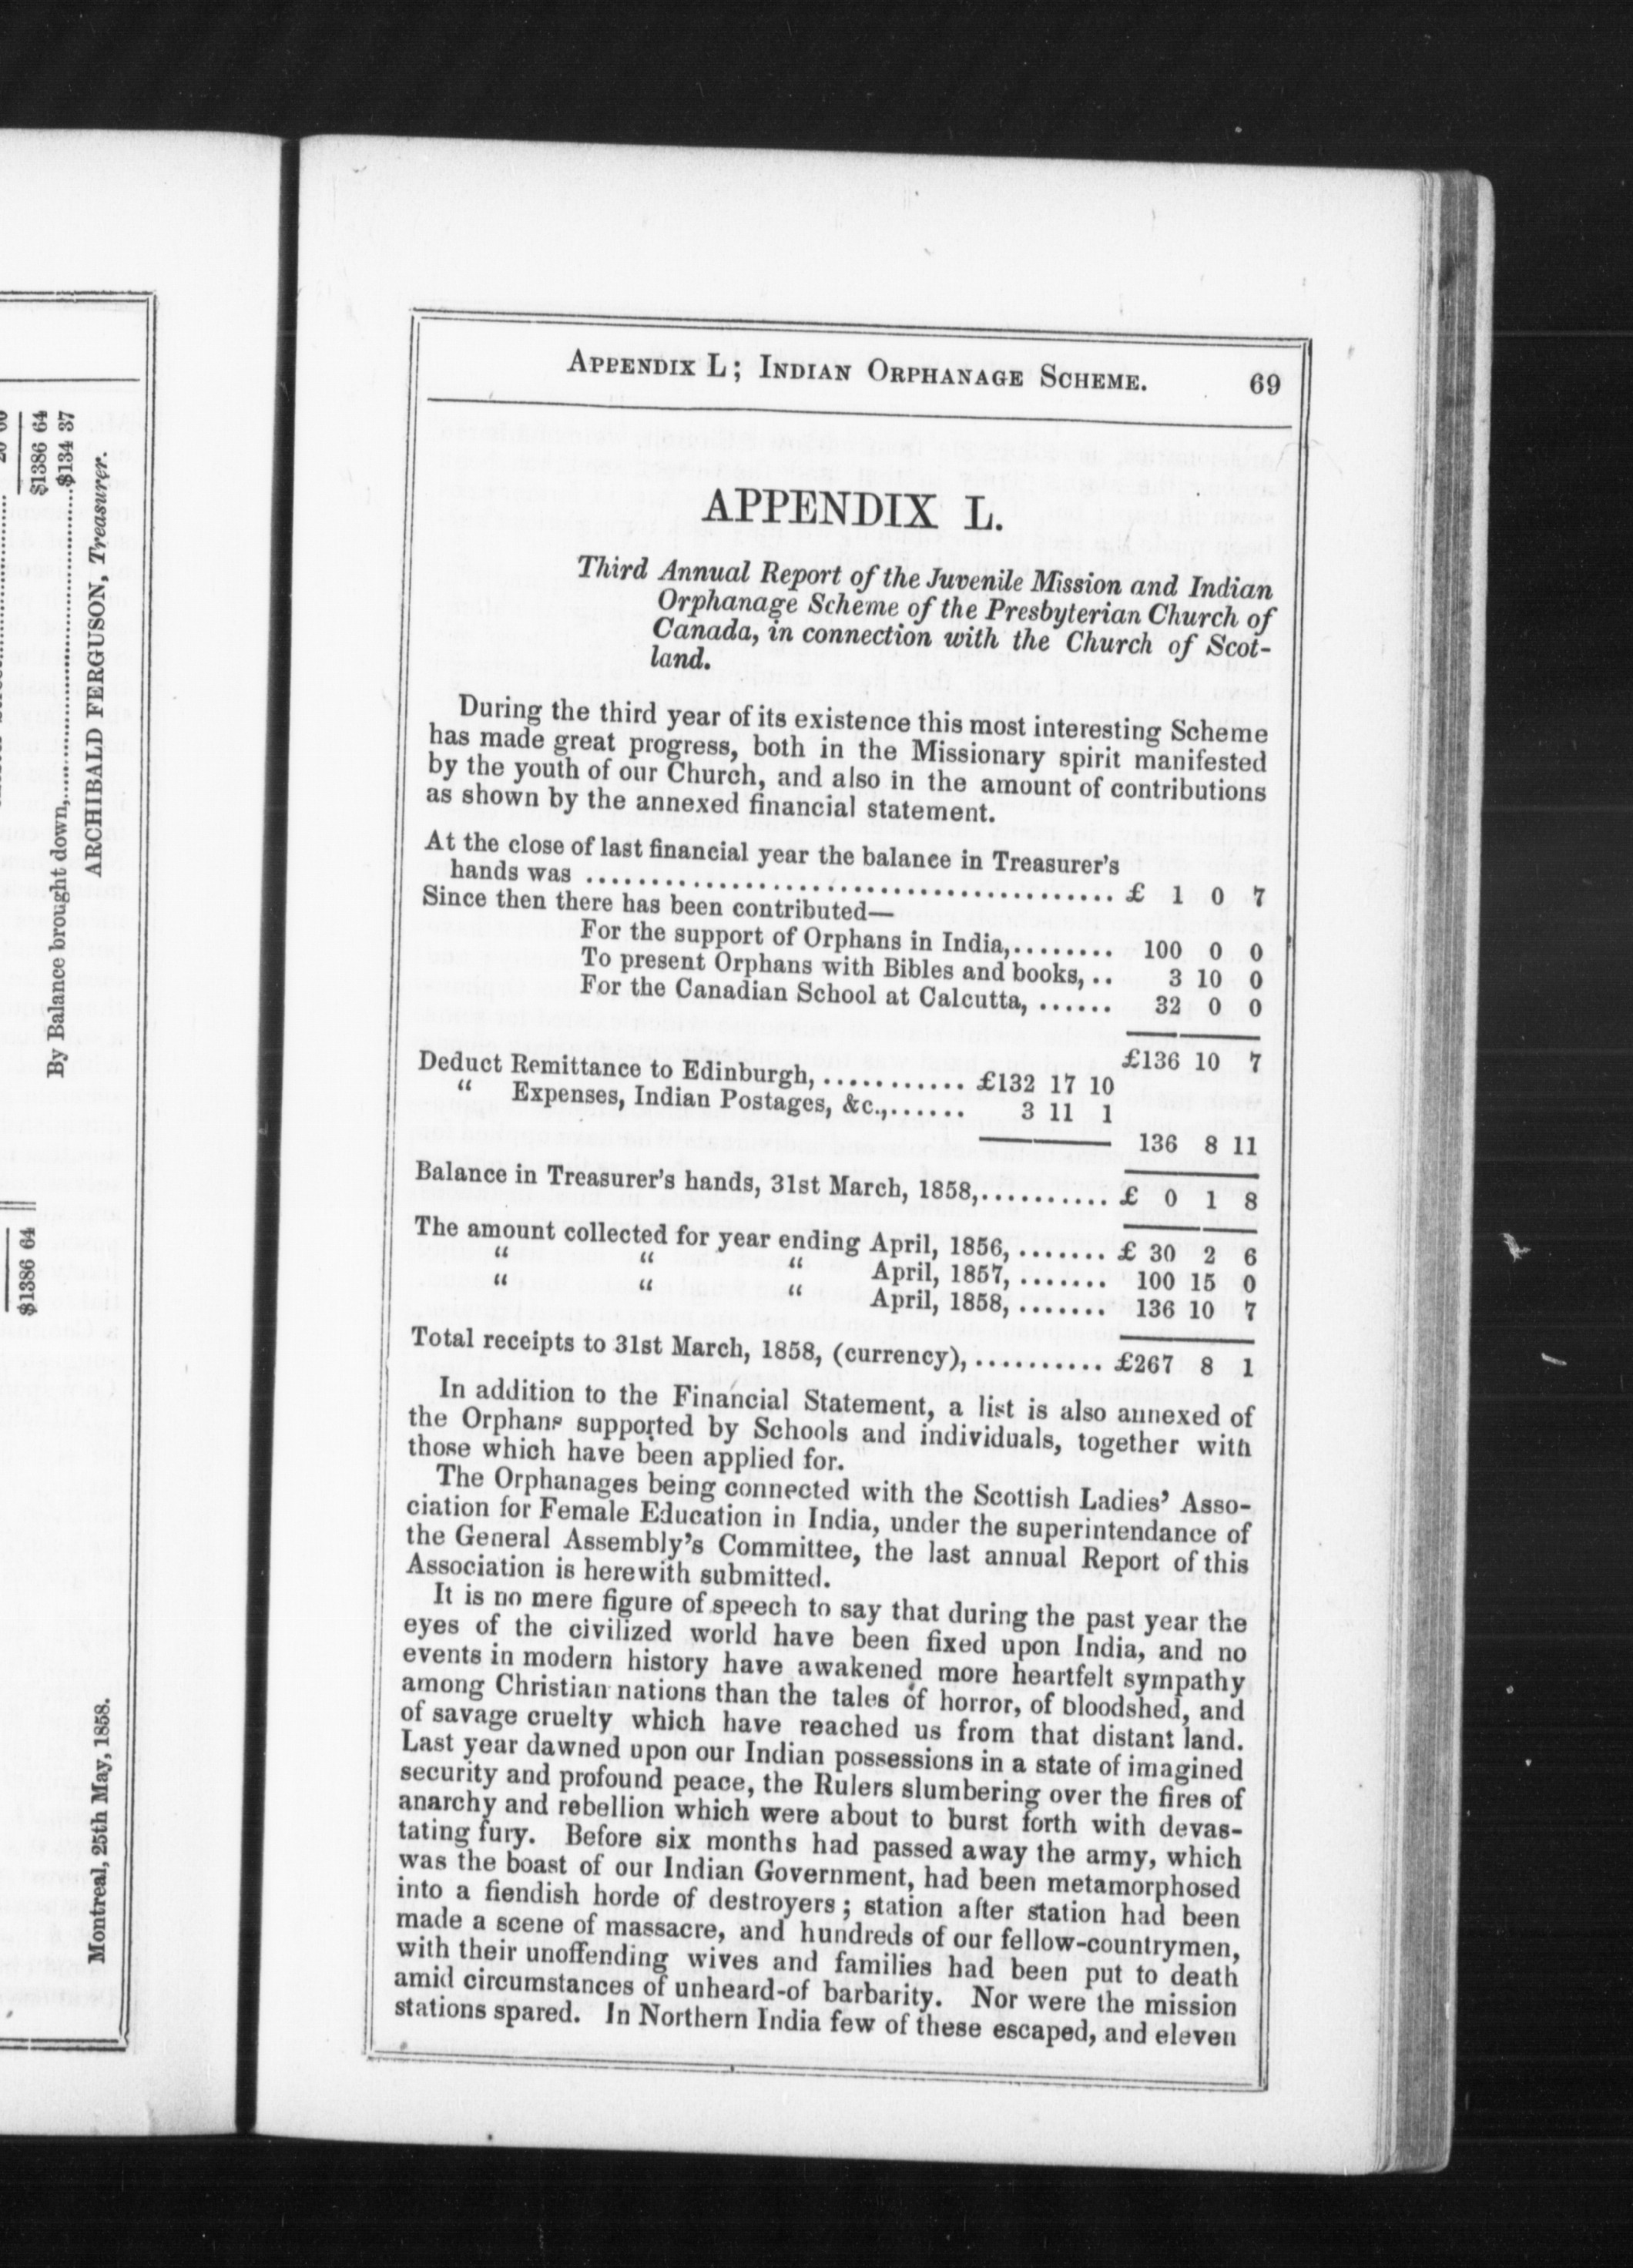 $1386 64
..$134 37
By Balance brought down,
ARCHIBALD FERGUSON, Treasurer.
$1386 64
Montreal, 25th May, 1858.
APPENDIX L; INDIAN ORPHANAGE SCHEME. 69
APPENDIX L.
Third Annual Report of the Juvenile Mission and Indian
Orphanage Scheme of the Presbyterian Church of
Canada, in connection with the Church of Scot-
land.
During the third year of its existence this most interesting Scheme
has made great progress, both in the Missionary spirit manifested
by the youth of our Church, and also in the amount of contributions
as shown by the annexed financial statement.
At the close of last financial year the balance in Treasurer's
hands was ........................................ £ 1 0 7
Since then there has been contributed—
For the support of Orphans in India,........ 100 0 0
To present Orphans with Bibles and books, .. 3 10 0
For the Canadian School at Calcutta, ...... 32 0 0
£136 10 7
Deduct Remittance to Edinburgh, ........... £132 17 10
" Expenses, Indian Postages, &c.,...... 3 11 1
136 8 11
Balance in Treasurer's hands, 31st March, 1858,.......... £ 0 1 8
The amount collected for year ending April, 1856, ....... £ 30 2 6
" " " April, 1857, ....... 100 15 0
" " " April, 1858, ....... 136 10 7
Total receipts to 31st March, 1858, (currency), .......... £267 8 1
In addition to the Financial Statement, a list is also annexed of
the Orphans supported by Schools and individuals, together with
those which have been applied for.
The Orphanages being connected with the Scottish Ladies' Asso-
ciation for Female Education in India, under the superintendance of
the General Assembly's Committee, the last annual Report of this
Association is herewith submitted.
It is no mere figure of speech to say that during the past year the
eyes of the civilized world have been fixed upon India, and no
events in modern history have awakened more heartfelt sympathy
among Christian nations than the tales of horror, of bloodshed, and
of savage cruelty which have reached us from that distant land.
Last year dawned upon our Indian possessions in a state of imagined
security and profound peace, the Rulers slumbering over the fires of
anarchy and rebellion which were about to burst forth with devas-
tating fury. Before six months had passed away the army, which
was the boast of our Indian Government, had been metamorphosed
into a fiendish horde of destroyers; station after station had been
made a scene of massacre, and hundreds of our fellow-countrymen,
with their unoffending wives and families had been put to death
amid circumstances of unheard-of barbarity. Nor were the mission
stations spared. In Northern India few of these escaped, and eleven